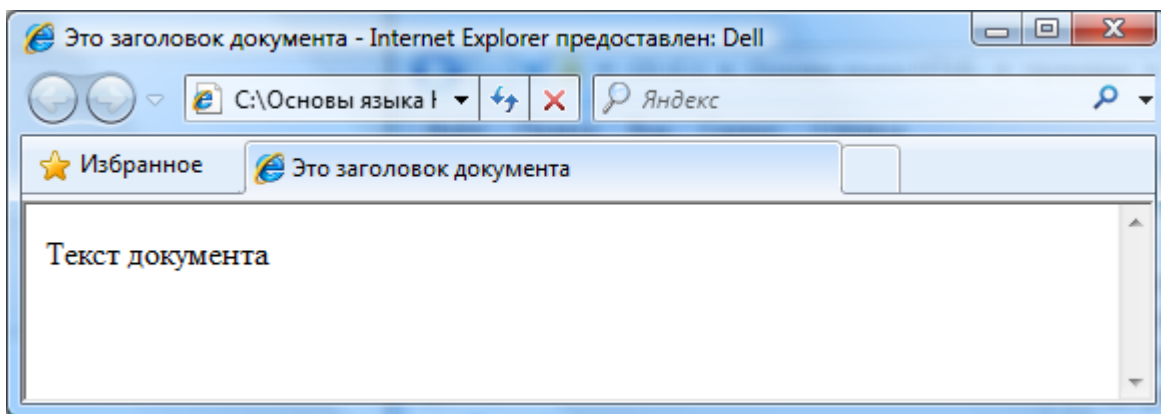 Это заголовок документа - Internet Explorer предоставлен: Dell
C:\Основы языка
Яндекс
Избранное
Это заголовок документа
Текст документа